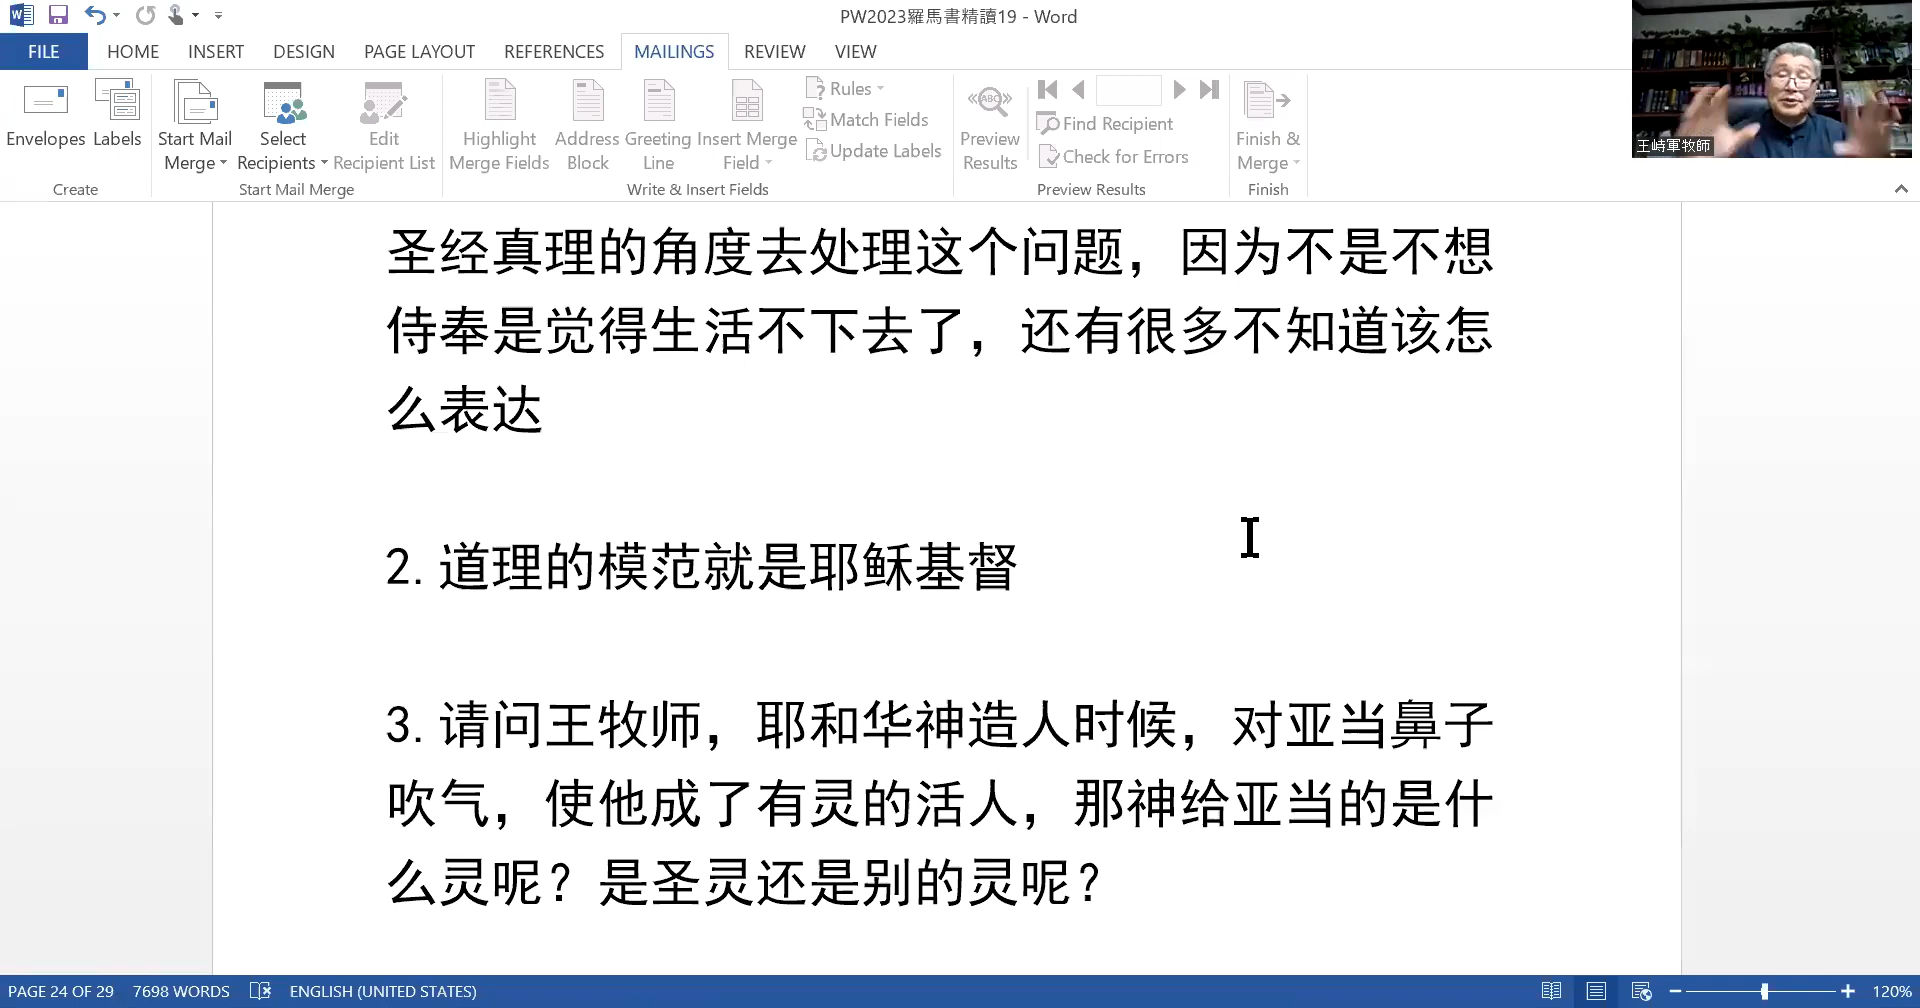 PW2023羅馬書精讀19 - Word
FILE HOME INSERT DESIGN PAGE LAYOUT REFERENCES MAILINGS REVIEW VIEW
Envelopes Labels
Create
Start Mail Merge
Select Recipients
Edit Recipient List
Start Mail Merge
Highlight Merge Fields
Address Block
Greeting Line
Insert Merge Field
Rules
Match Fields
Update Labels
Write & Insert Fields
ABC
Preview Results
Find Recipient
Check for Errors
Preview Results
Finish & Merge
Finish
王峙軍牧師
圣经真理的角度去处理这个问题，因为不是不想
侍奉是觉得生活不下去了，还有很多不知道该怎
么表达
2.道理的模范就是耶稣基督
3.请问王牧师，耶和华神造人时候，对亚当鼻子
吹气，使他成了有灵的活人，那神给亚当的是什
么灵呢？是圣灵还是别的灵呢？
PAGE 24 OF 29 7698 WORDS ENGLISH (UNITED STATES) 120%